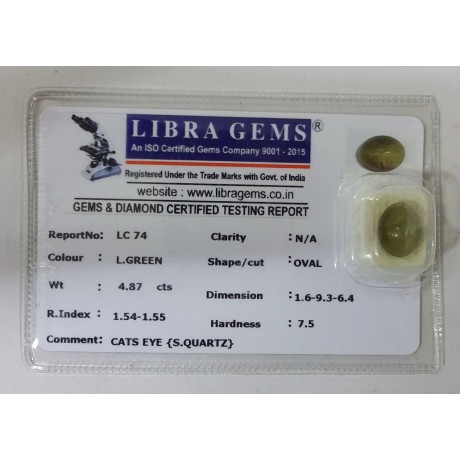 LIBRA GEMS®
An ISO Certified Gems Company 9001 - 2015
Registered Under the Trade Marks with Govt. of India
website : www.libragems.co.in
GEMS & DIAMOND CERTIFIED TESTING REPORT
ReportNo: LC 74 Clarity : N/A
Colour : L.GREEN Shape/cut : OVAL
Wt : 4.87 cts Dimension : 1.6-9.3-6.4
R.Index : 1.54-1.55 Hardness : 7.5
Comment : CATS EYE {S.QUARTZ}